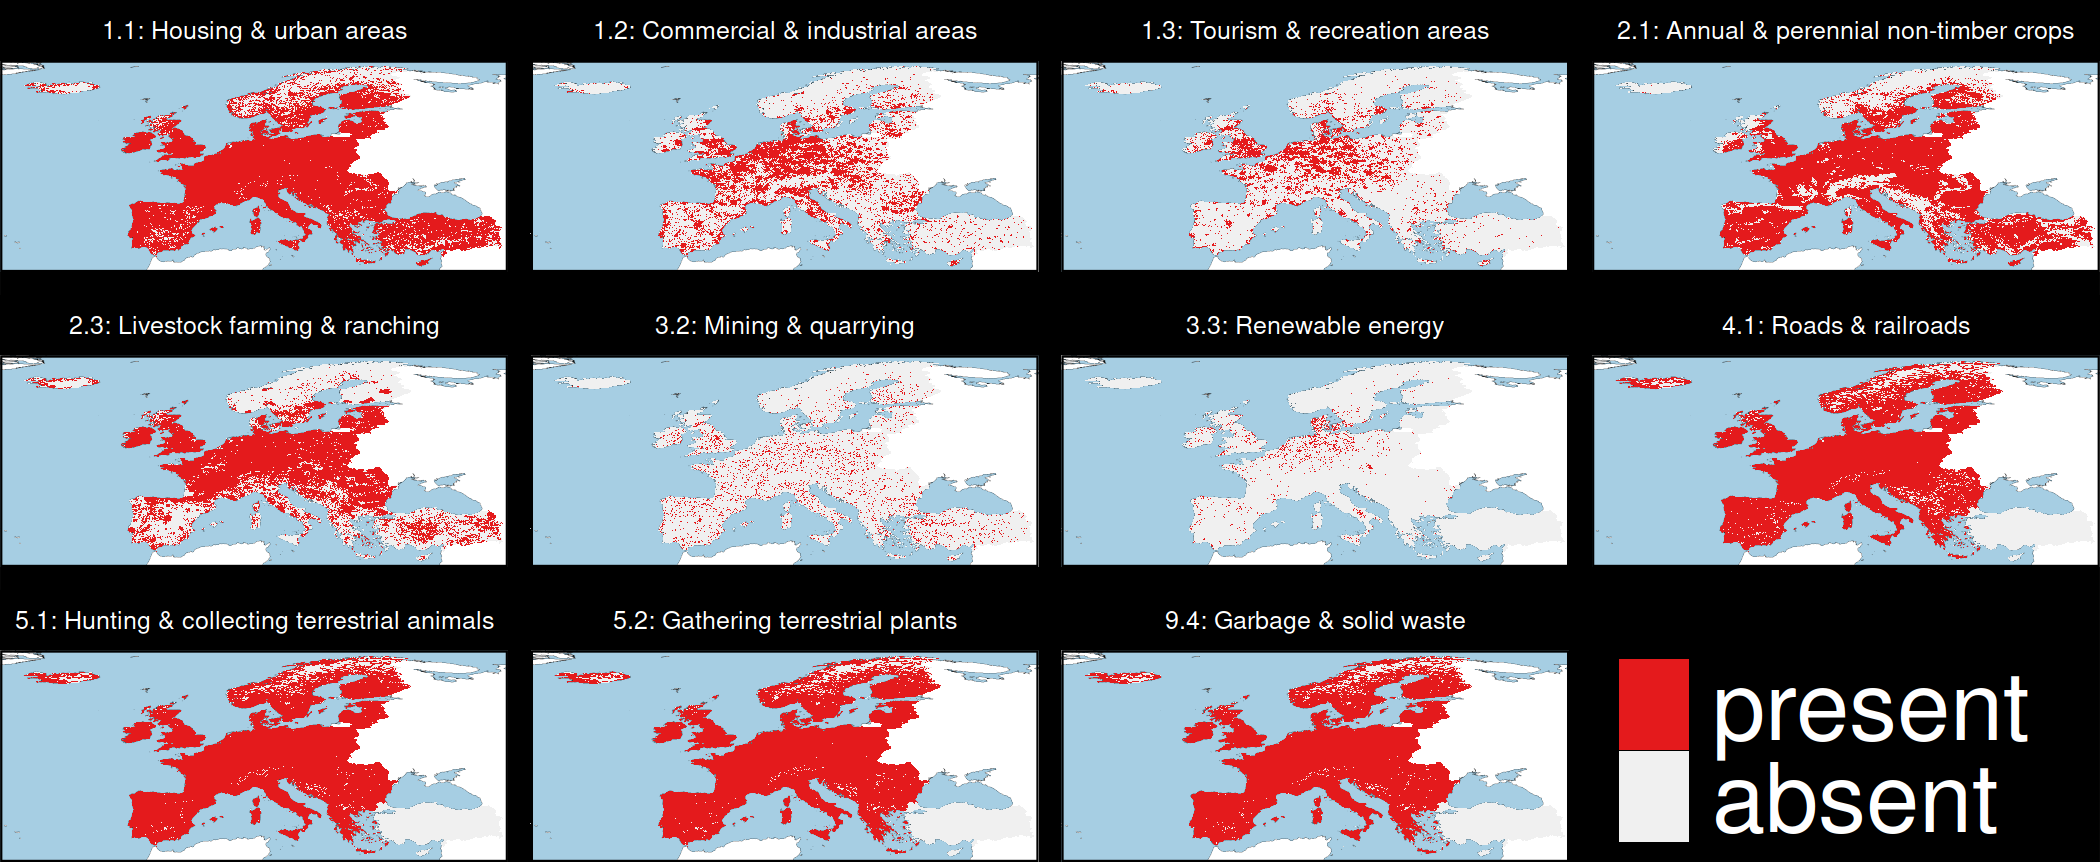 1.1: Housing & urban areas
1.2: Commercial & industrial areas
1.3: Tourism & recreation areas
2.1: Annual & perennial non-timber crops
2.3: Livestock farming & ranching
3.2: Mining & quarrying
3.3: Renewable energy
4.1: Roads & railroads
5.1: Hunting & collecting terrestrial animals
5.2: Gathering terrestrial plants
9.4: Garbage & solid waste
present
absent